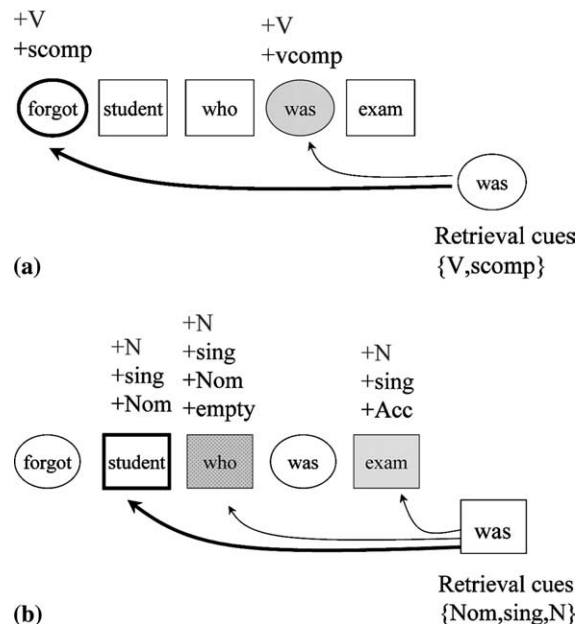 +V +V
+scomp +vcomp
forgot student who was exam
was
Retrieval cues
{V,scomp}
(a)
+N
+N +sing +N
+sing +Nom +sing
+Nom +empty +Acc
forgot student who was exam
was
Retrieval cues
{Nom,sing,N}
(b)